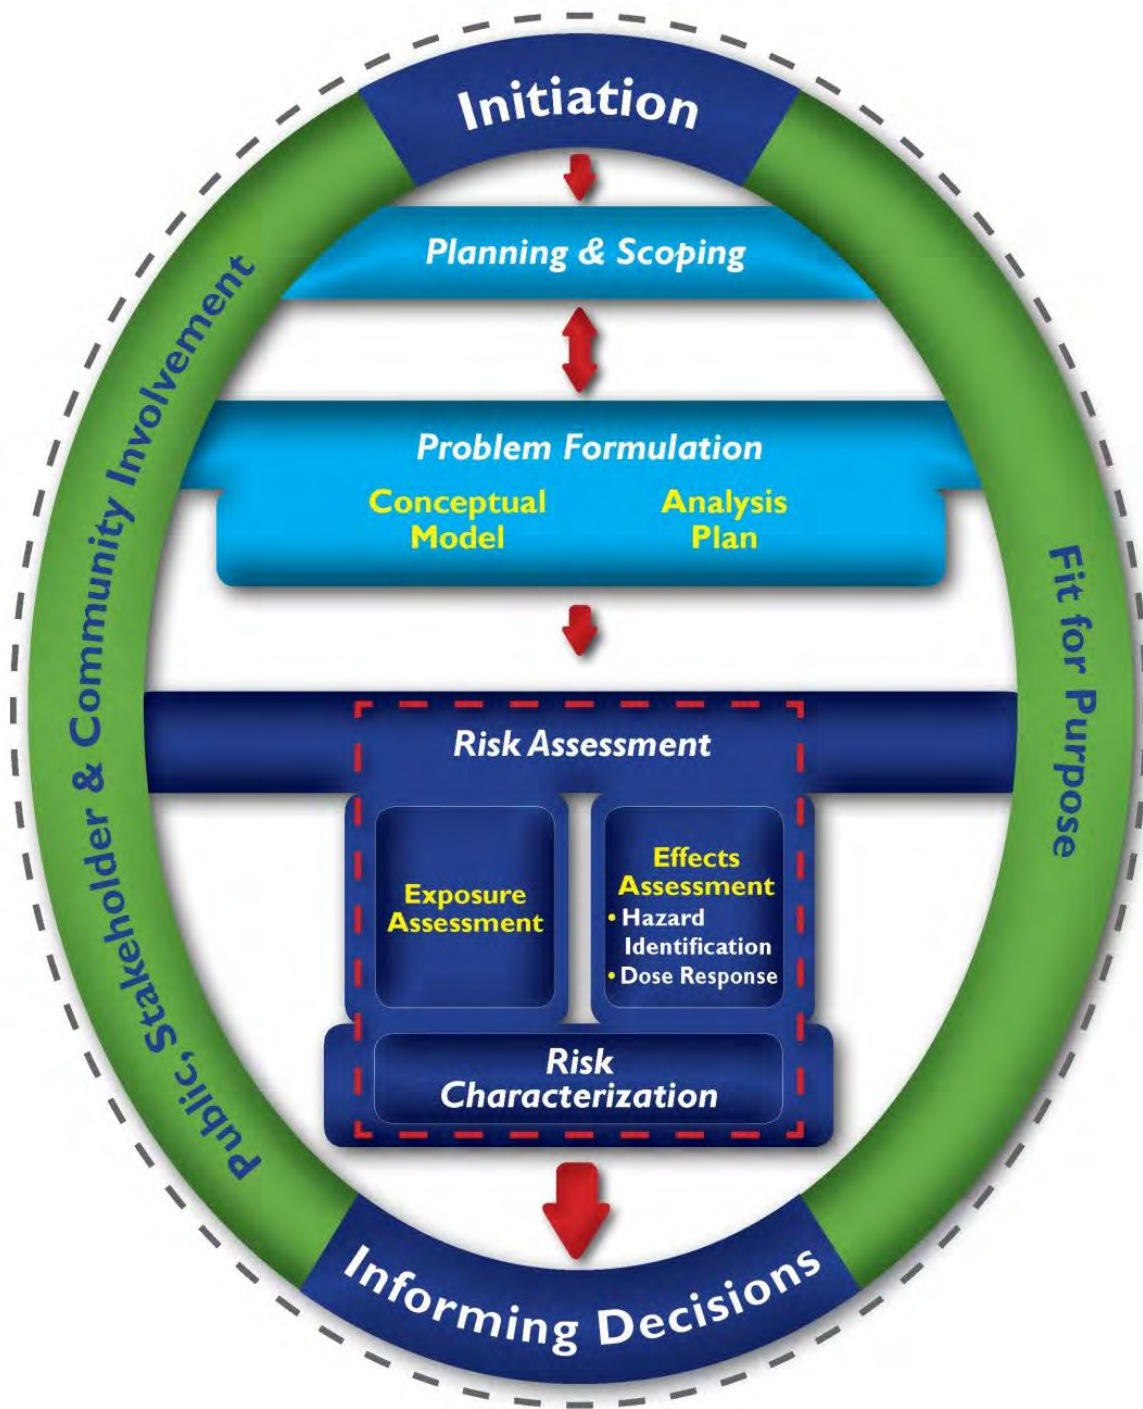 Initiation
Planning & Scoping
Problem Formulation
Conceptual
Model
Analysis
Plan
Risk Assessment
Exposure
Assessment
Effects
Assessment
• Hazard
Identification
• Dose Response
Risk
Characterization
Informing Decisions
Public, Stakeholder & Community Involvement
Fit for Purpose